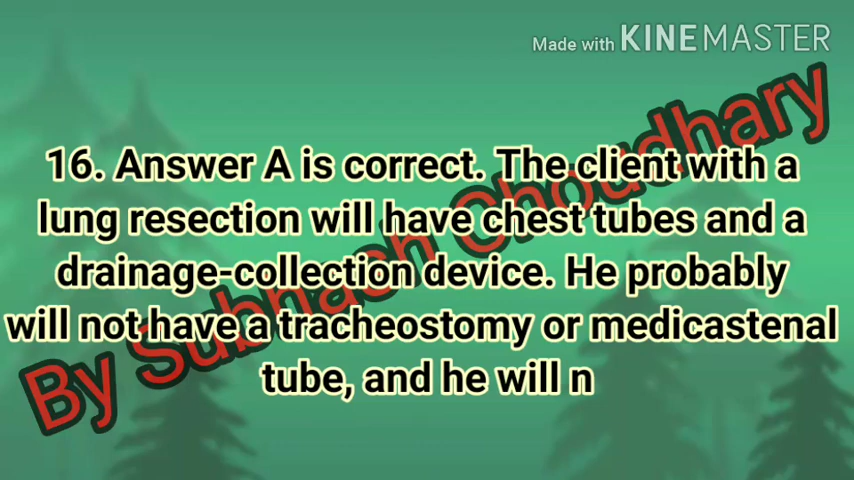 Made with KINEMASTER
16. Answer A is correct. The client with a
lung resection will have chest tubes and a
drainage-collection device. He probably
will not have a tracheostomy or medicastenal
tube, and he will n
By Subhash Choudhary